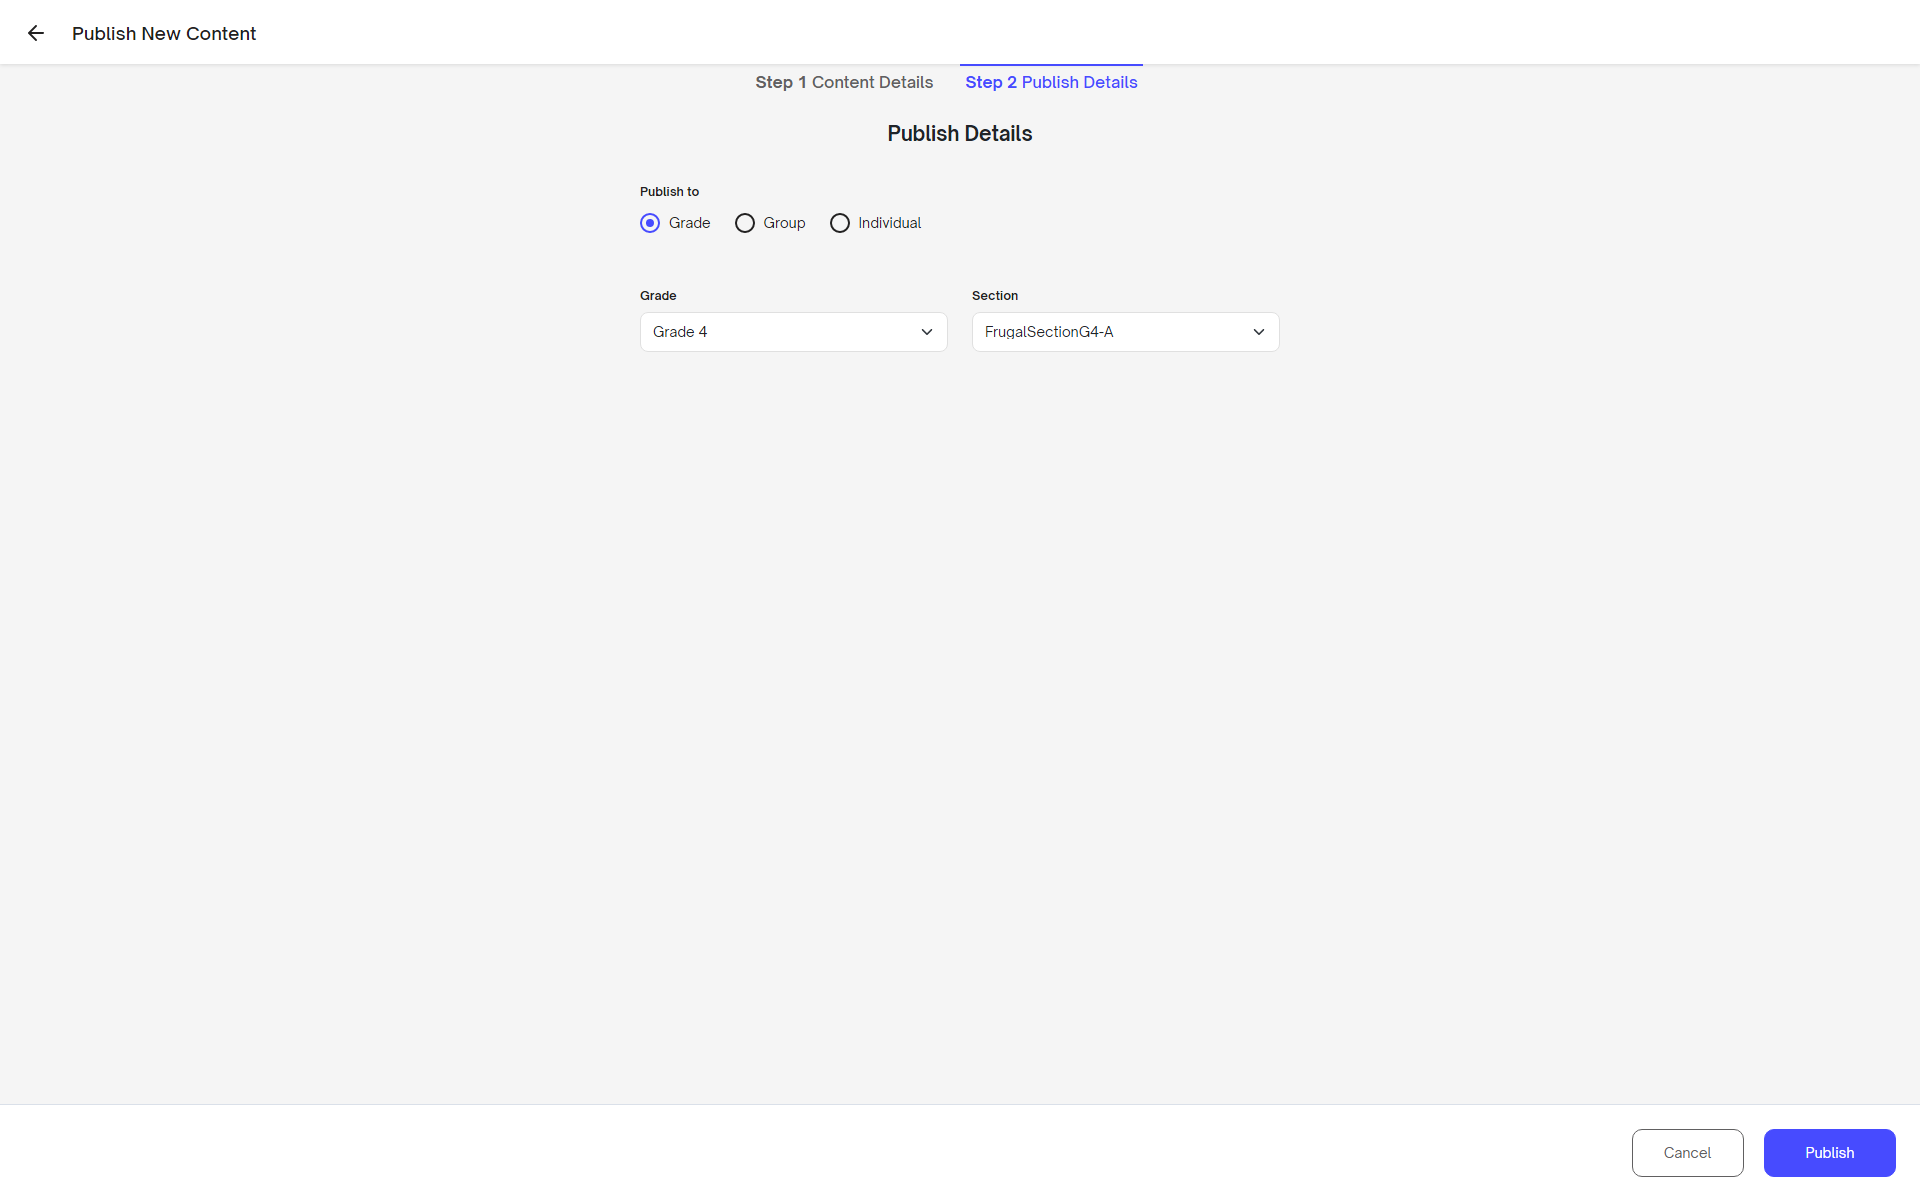 Publish New Content
Step 1 Content Details
Step 2 Publish Details
Publish Details
Publish to
Grade
Group
Individual
Grade
Section
Grade 4
FrugalSectionG4-A
Cancel
Publish